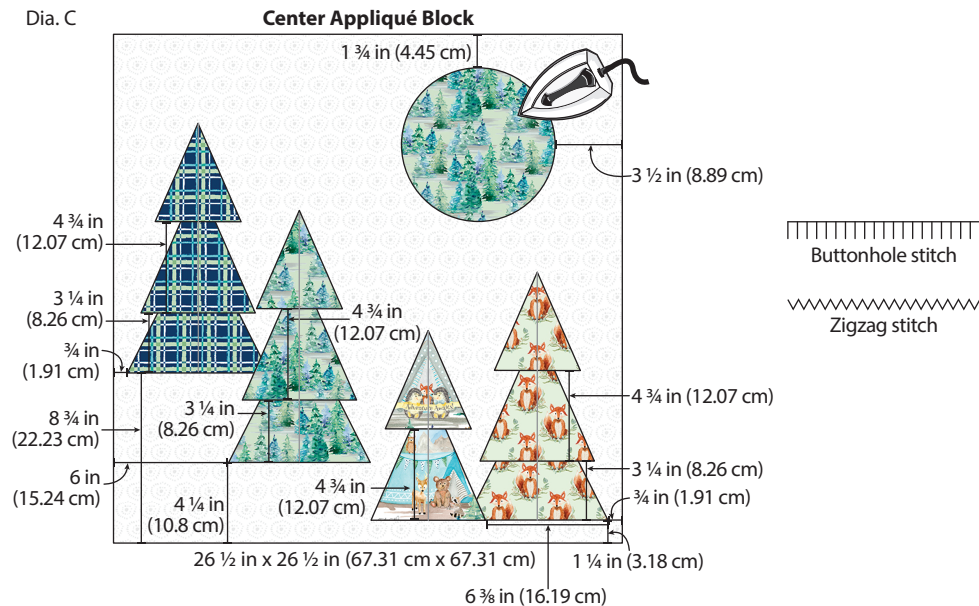 Dia. C
Center Appliqué Block
1 ¾ in (4.45 cm)
3 ½ in (8.89 cm)
4 ¾ in
(12.07 cm)
3 ¼ in
(8.26 cm)
¾ in
(1.91 cm)
8 ¾ in
(22.23 cm)
6 in
(15.24 cm)
4 ¾ in
(12.07 cm)
3 ¼ in
(8.26 cm)
4 ¼ in
(10.8 cm)
4 ¾ in
(12.07 cm)
4 ¾ in (12.07 cm)
3 ¼ in (8.26 cm)
¾ in (1.91 cm)
1 ¼ in (3.18 cm)
26 ½ in x 26 ½ in (67.31 cm x 67.31 cm)
6 ⅜ in (16.19 cm)
Buttonhole stitch
Zigzag stitch